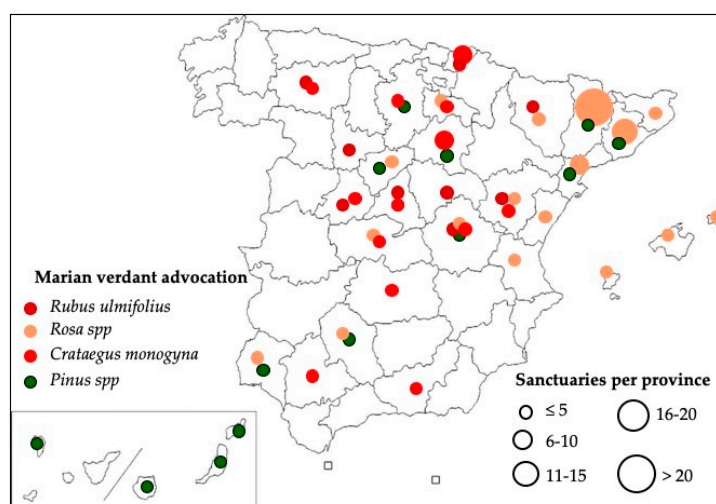 Marian verdant advocation
Rubus ulmifolius
Rosa spp
Crataegus monogyna
Pinus spp
Sanctuaries per province
≤ 5
6-10
11-15
16-20
> 20